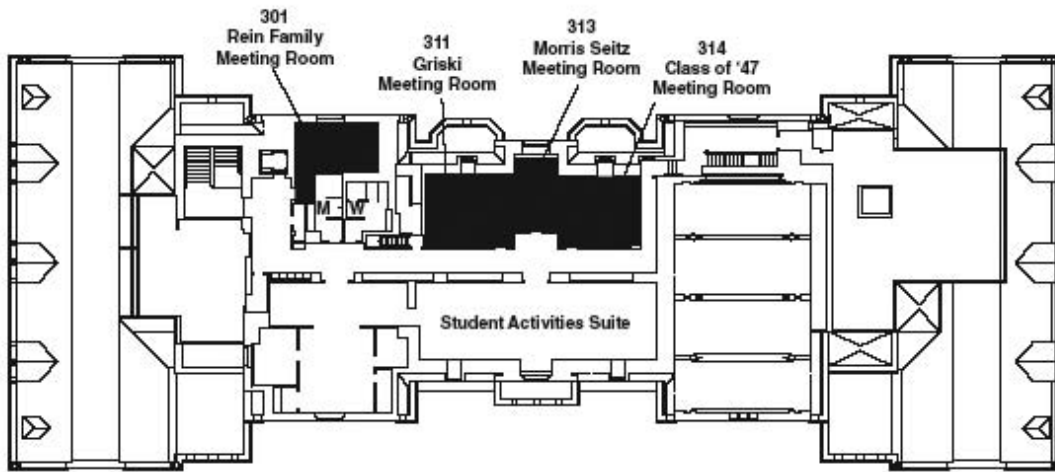 301
Rein Family
Meeting Room
311
Griski
Meeting Room
313
Morris Seitz
Meeting Room
314
Class of '47
Meeting Room
M W
Student Activities Suite